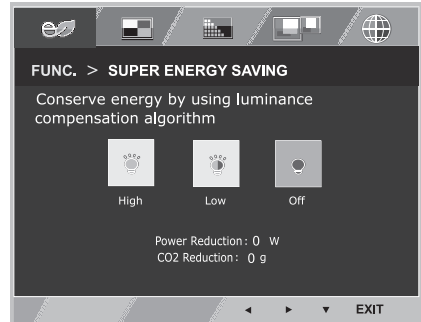 FUNC. > SUPER ENERGY SAVING
Conserve energy by using luminance
compensation algorithm
High Low Off
Power Reduction: 0 W
CO2 Reduction: 0 g
EXIT